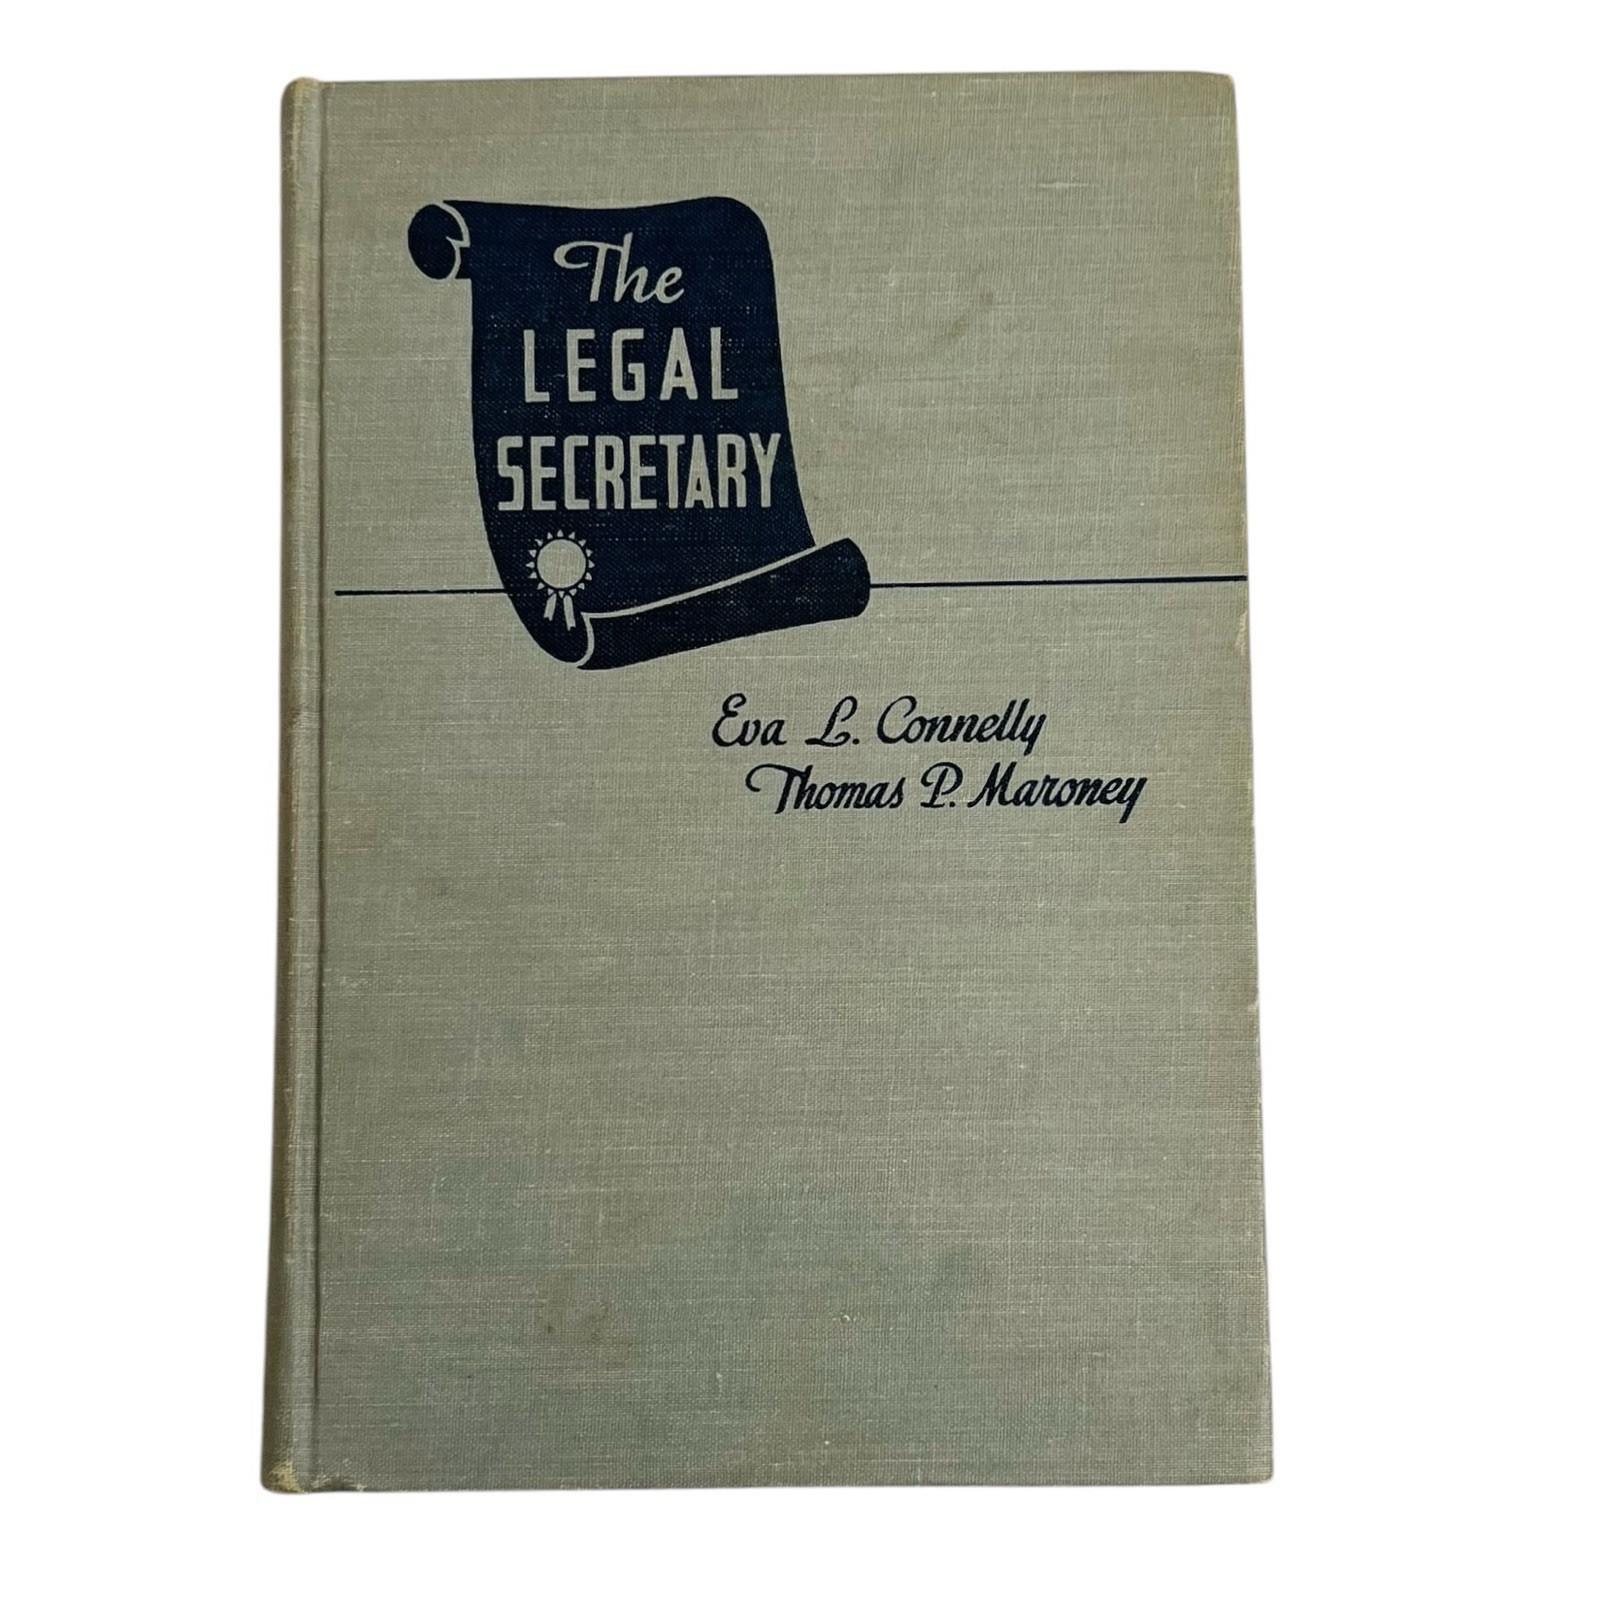 The
LEGAL
SECRETARY
Eva L. Connelly
Thomas P. Maroney